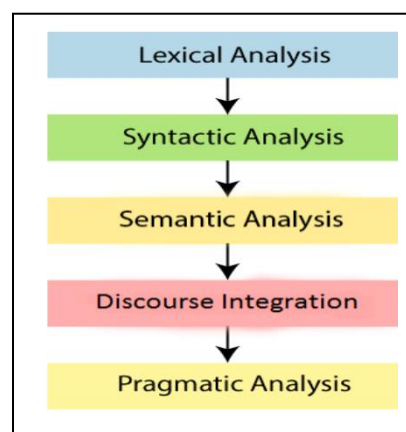 Lexical Analysis
Syntactic Analysis
Semantic Analysis
Discourse Integration
Pragmatic Analysis